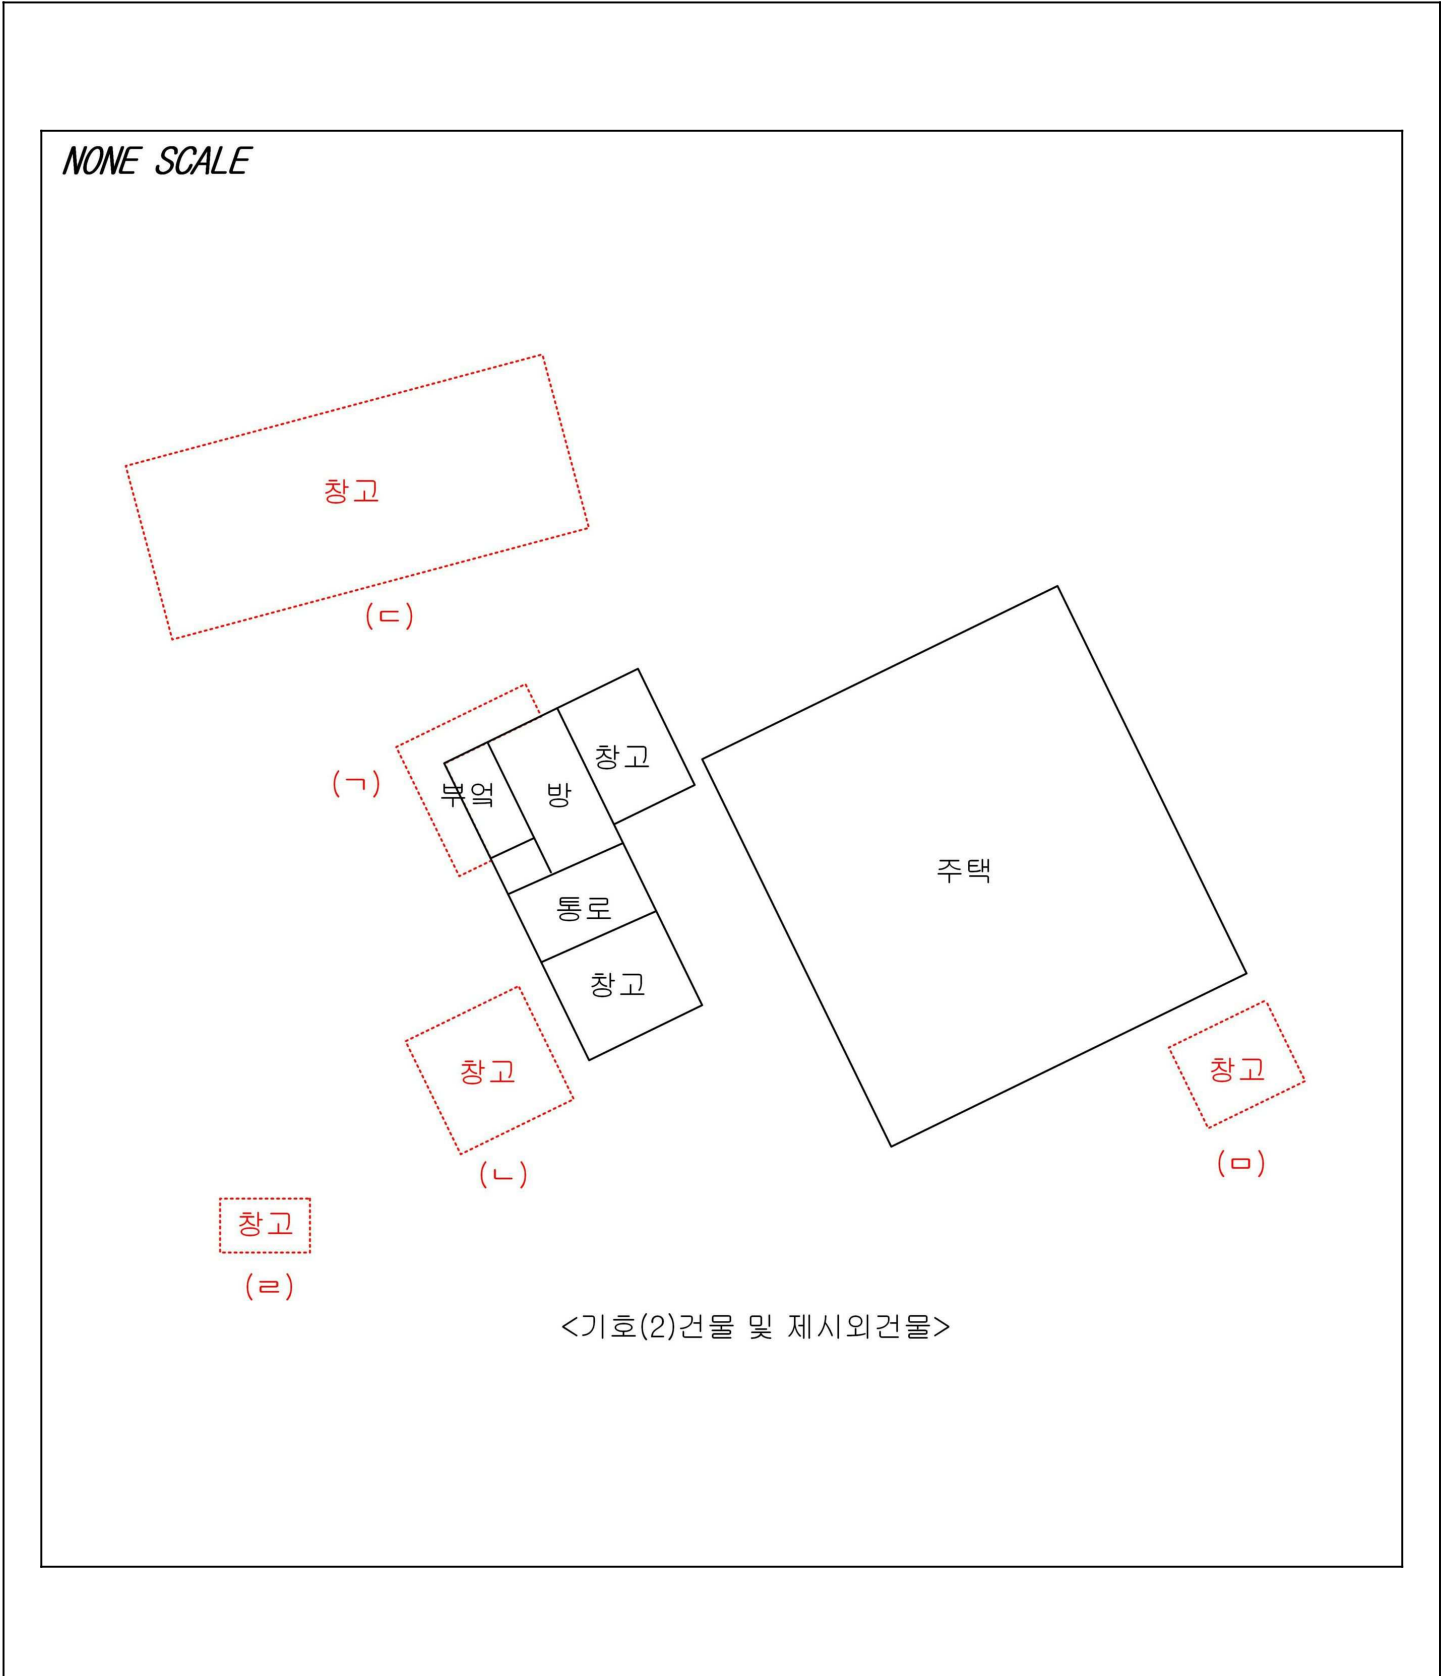 NONE SCALE
창고
(ㄷ)
창고
(ㄱ)
부엌
방
주택
통로
창고
창고
창고
(ㄴ)
(ㅁ)
창고
(ㄹ)
<기호(2)건물 및 제시외건물>